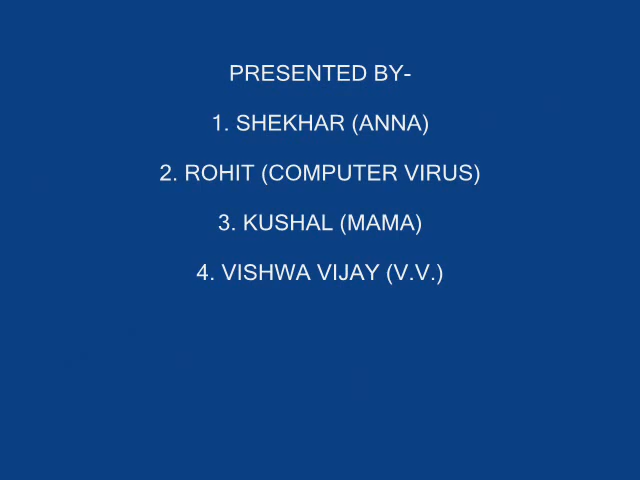 PRESENTED BY-
1. SHEKHAR (ANNA)
2. ROHIT (COMPUTER VIRUS)
3. KUSHAL (MAMA)
4. VISHWA VIJAY (V.V.)